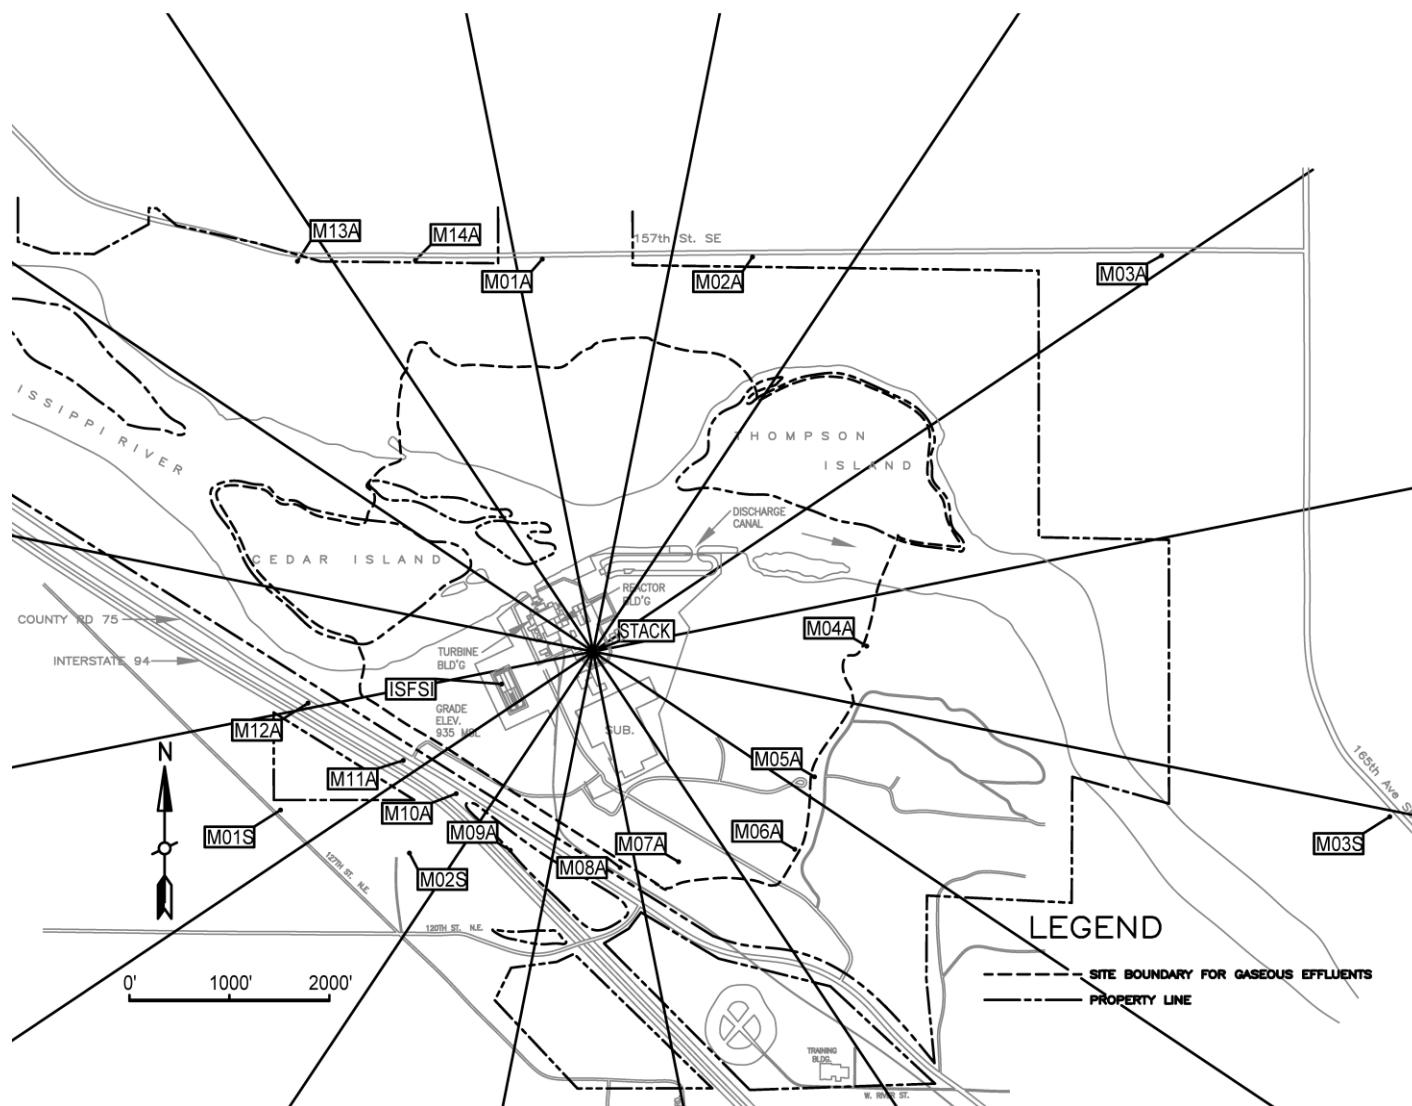 M13A
M14A
157th St. SE
M01A
M02A
M03A
ISSIPPI RIVER
THOMPSON
ISLAND
DISCHARGE
CANAL
CEDAR ISLAND
REACTOR
BLD'G
COUNTY RD 75
STACK
M04A
INTERSTATE 94
TURBINE
BLD'G
ISFSI
GRADE
ELEV.
935 MSL
M12A
SUB.
N
M11A
M05A
165th Ave S
M10A
M01S
M09A
M07A
M06A
M03S
127TH ST. N.E.
M02S
M08A
120TH ST. N.E.
LEGEND
0' 1000' 2000'
SITE BOUNDARY FOR GASEOUS EFFLUENTS
PROPERTY LINE
TRAINING
BLDG.
W. RIVER ST.